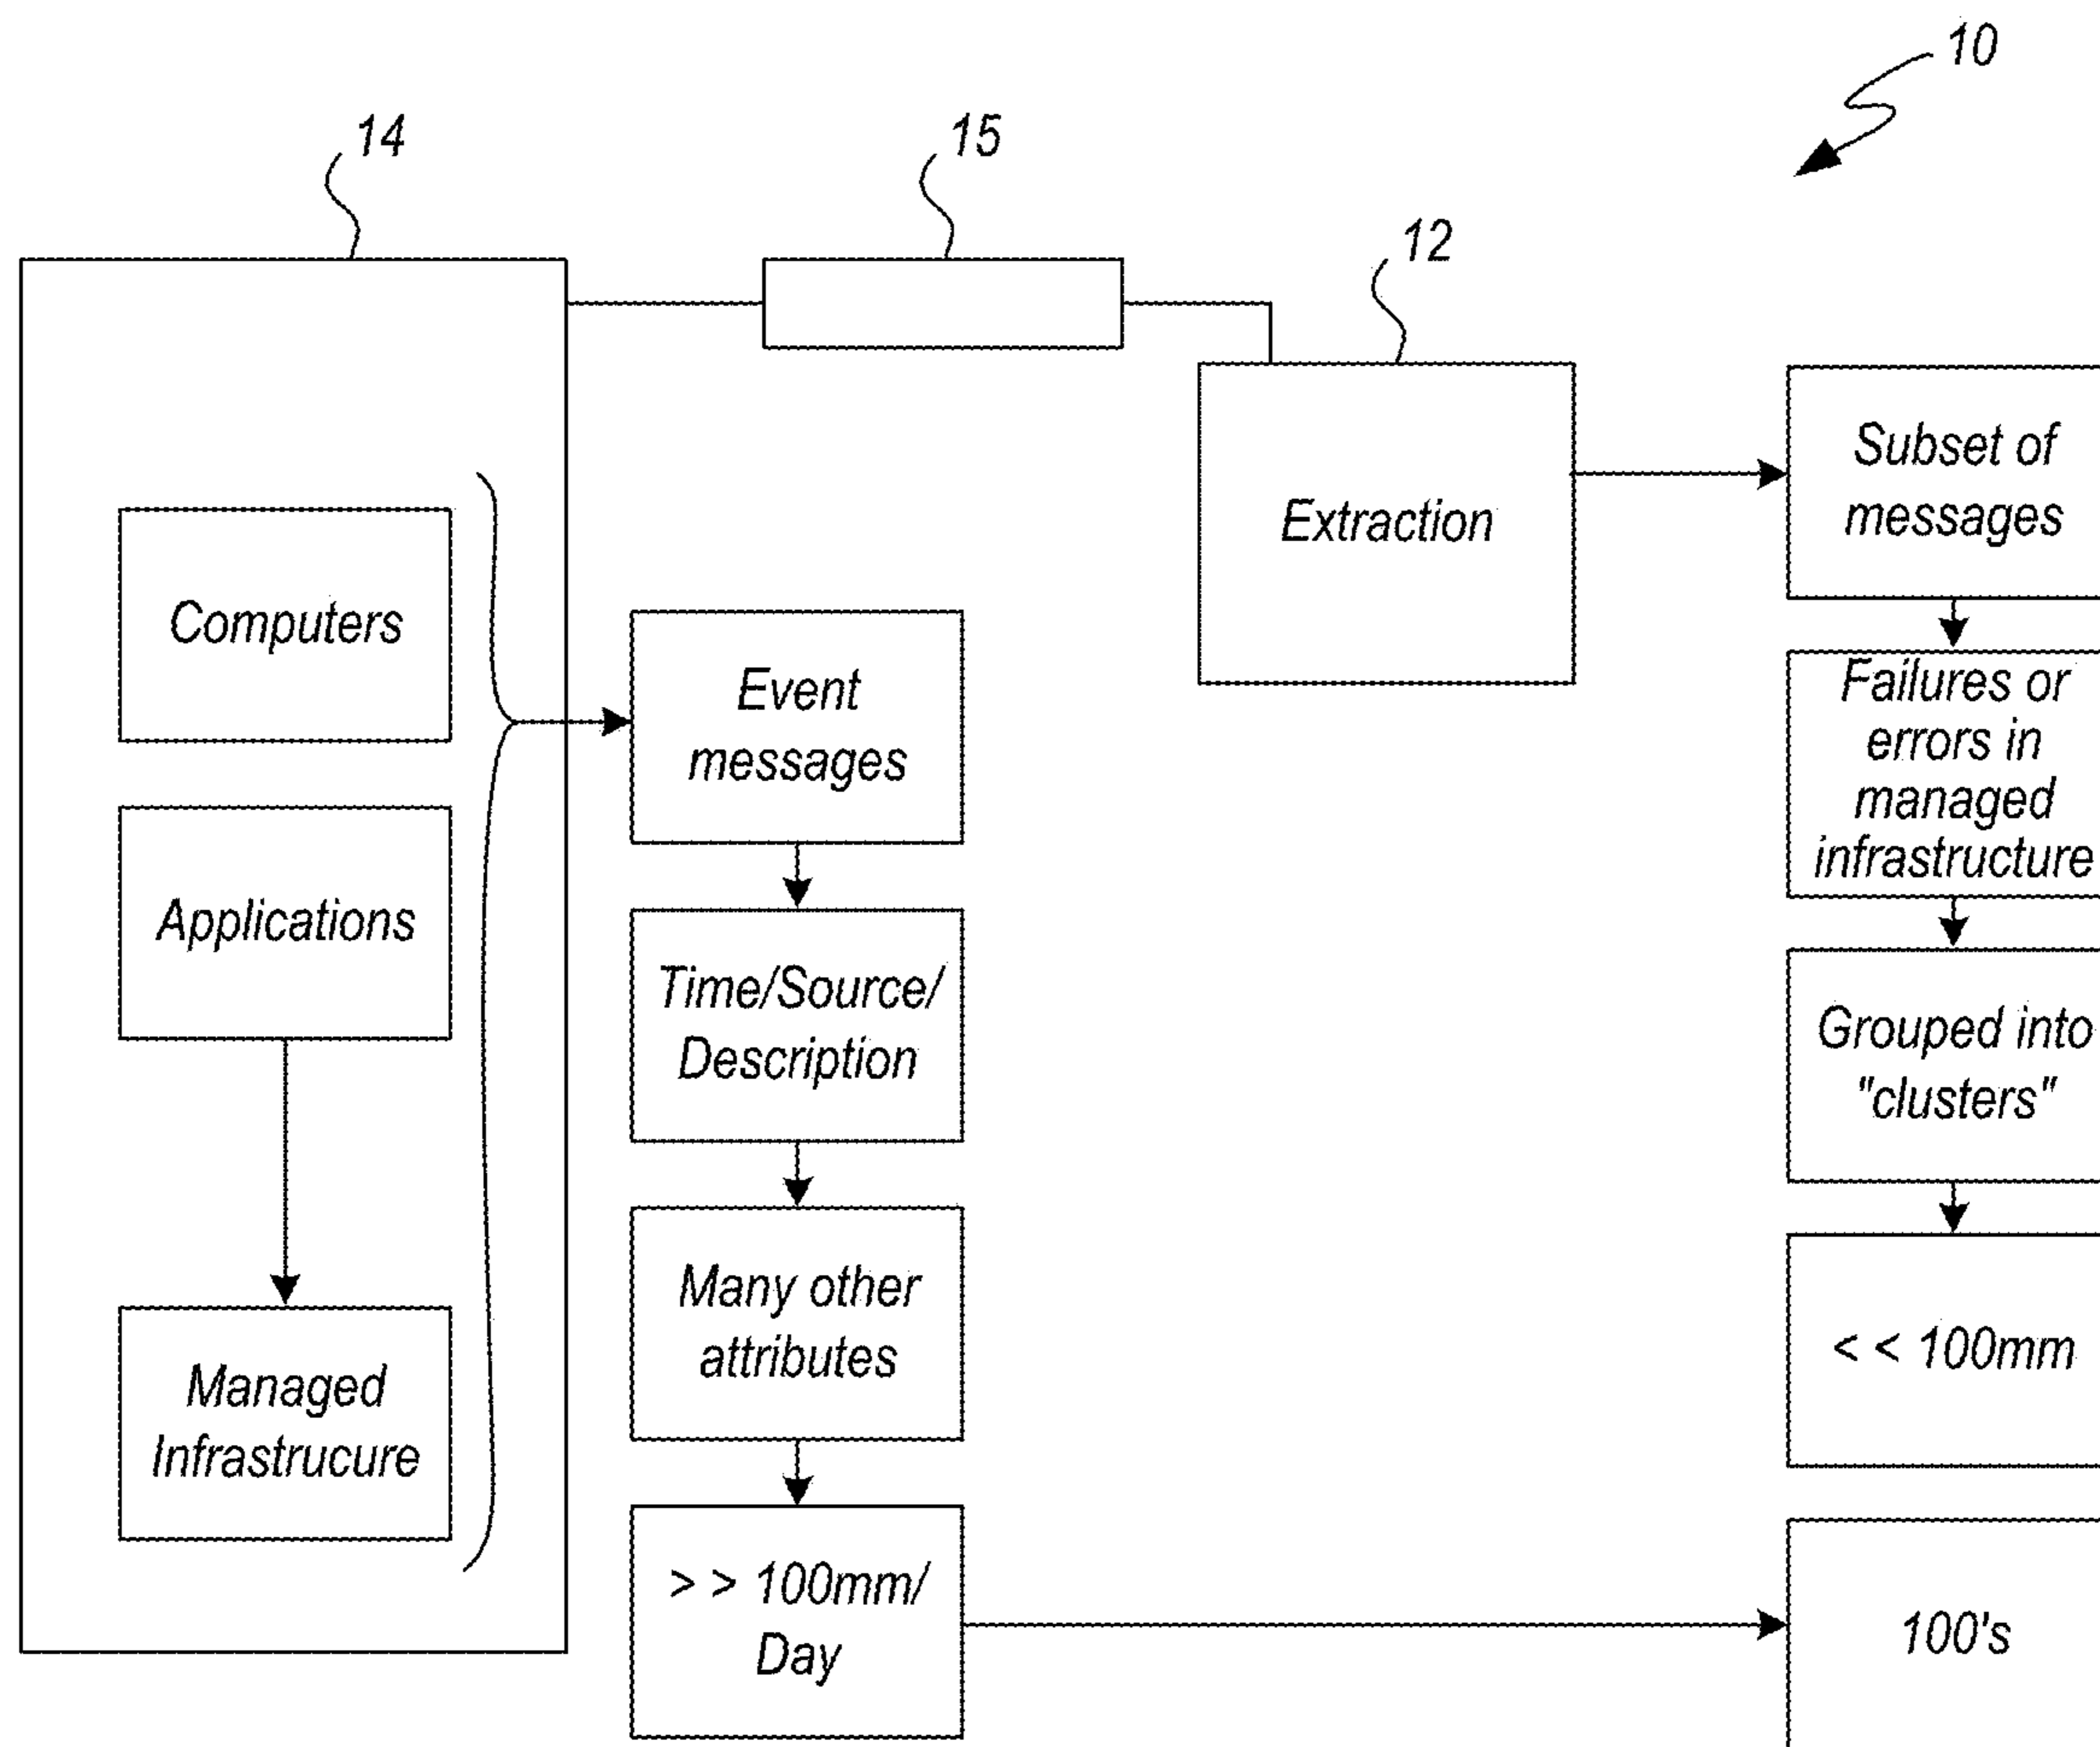 10
14
15
12
Extraction
Computers
Applications
Managed
Infrastrucure
Event
messages
Time/Source/
Description
Many other
attributes
> > 100mm/
Day
Subset of
messages
Failures or
errors in
managed
infrastructure
Grouped into
"clusters"
< < 100mm
100's